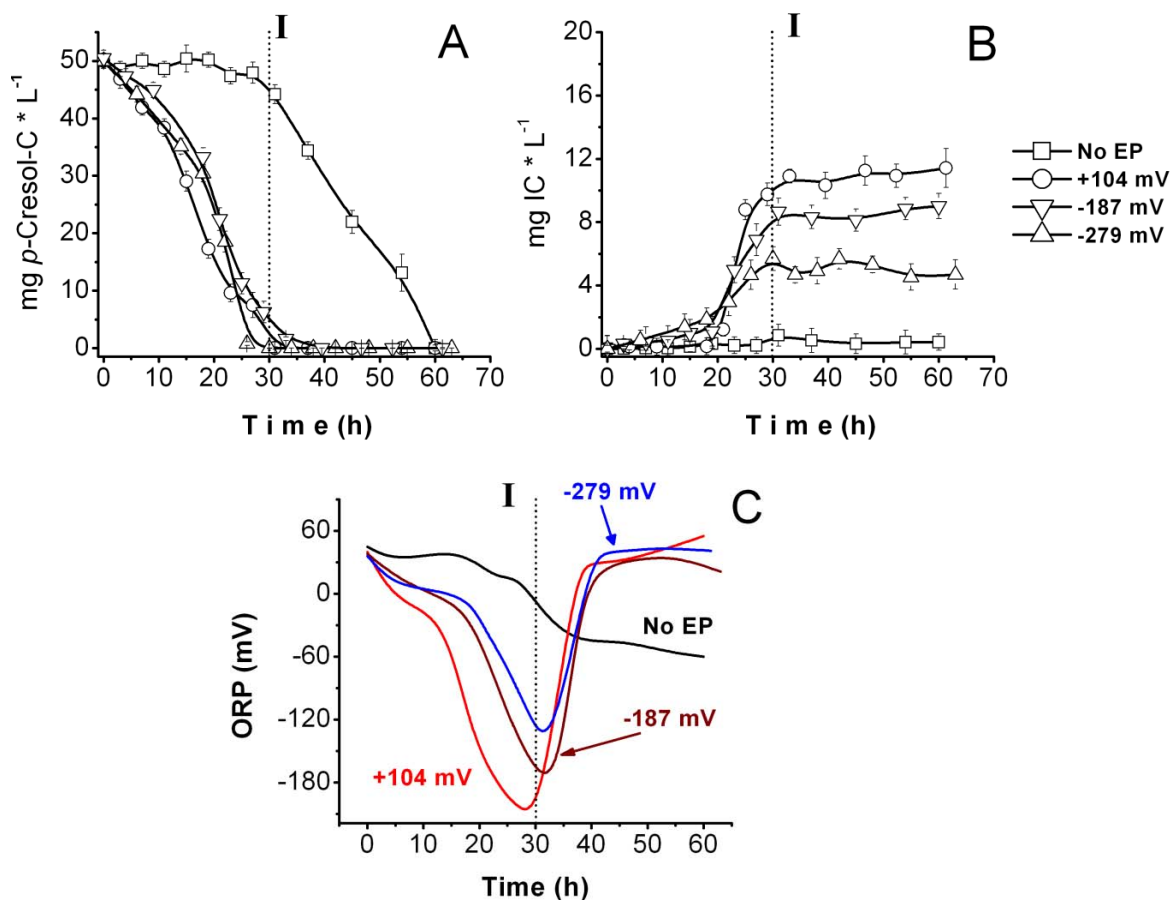 I
A
mg p-Cresol-C * L-1
50
40
30
20
10
0
0 10 20 30 40 50 60 70
T i m e (h)
I
B
mg IC * L-1
20
16
12
8
4
0
0 10 20 30 40 50 60 70
T i m e (h)
No EP
+104 mV
-187 mV
-279 mV
I
-279 mV
C
ORP (mV)
60
0
-60
-120
-180
No EP
-187 mV
+104 mV
0 10 20 30 40 50 60
Time (h)